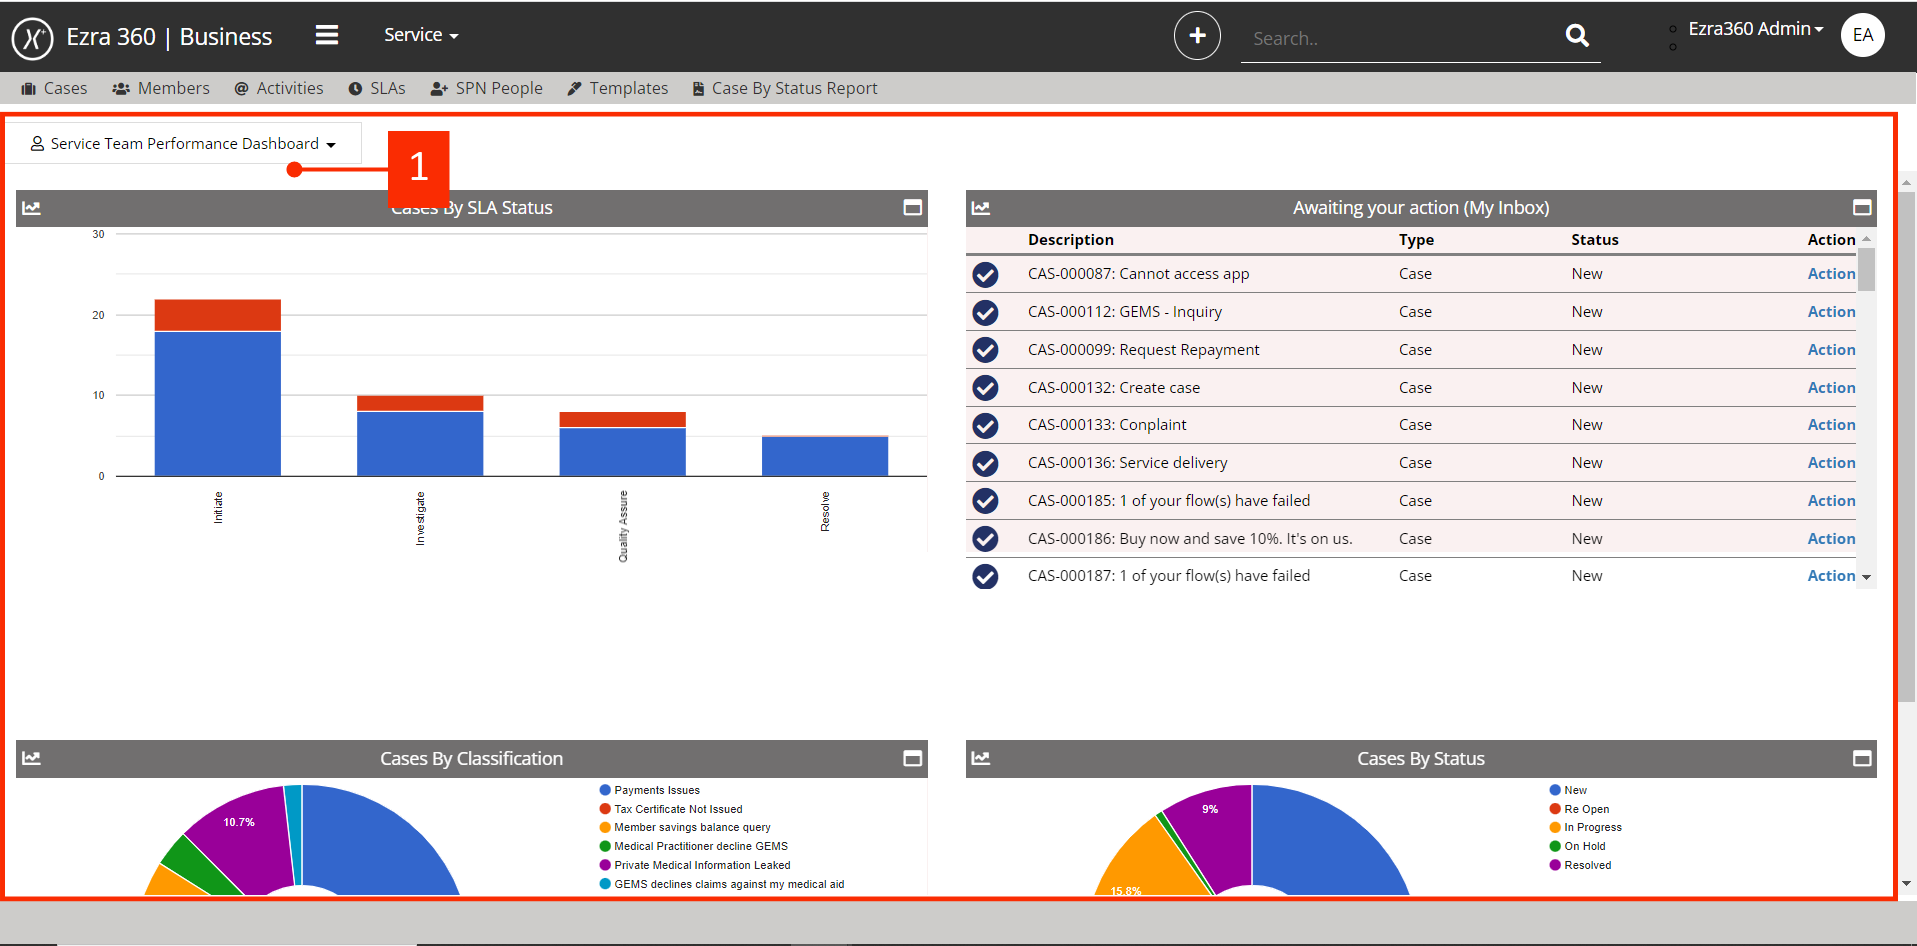 Ezra 360 | Business
Service
Search..
Ezra360 Admin
EA
Cases
Members
Activities
SLAs
SPN People
Templates
Case By Status Report
Service Team Performance Dashboard
1
Cases By SLA Status
30
20
10
0
Initiate
Investigate
Quality Assure
Resolve
Awaiting your action (My Inbox)
Description Type Status Action
CAS-000087: Cannot access app Case New Action
CAS-000112: GEMS - Inquiry Case New Action
CAS-000099: Request Repayment Case New Action
CAS-000132: Create case Case New Action
CAS-000133: Conplaint Case New Action
CAS-000136: Service delivery Case New Action
CAS-000185: 1 of your flow(s) have failed Case New Action
CAS-000186: Buy now and save 10%. It's on us. Case New Action
CAS-000187: 1 of your flow(s) have failed Case New Action
Cases By Classification
10.7%
Payments Issues
Tax Certificate Not Issued
Member savings balance query
Medical Practitioner decline GEMS
Private Medical Information Leaked
GEMS declines claims against my medical aid
Cases By Status
9%
15.8%
New
Re Open
In Progress
On Hold
Resolved